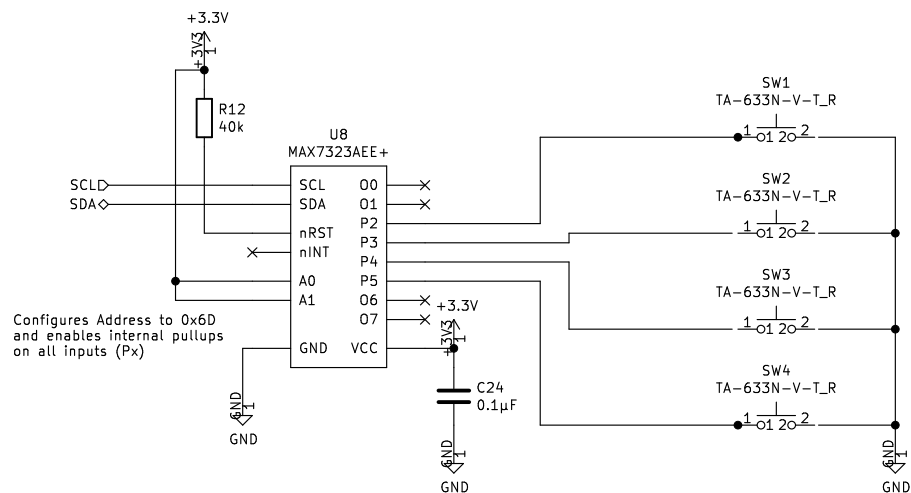 +3.3V
+3V3
1
R12
40k
U8
MAX7323AEE+
SCL
SDA
SCL
SDA
nRST
nINT
A0
A1
GND
O0
O1
P2
P3
P4
P5
O6
O7
VCC
Configures Address to 0x6D
and enables internal pullups
on all inputs (Px)
GND
1
GND
+3.3V
+3V3
1
C24
0.1µF
GND
1
GND
SW1
TA-633N-V-T_R
1 1 2 2
SW2
TA-633N-V-T_R
1 1 2 2
SW3
TA-633N-V-T_R
1 1 2 2
SW4
TA-633N-V-T_R
1 1 2 2
GND
1
GND